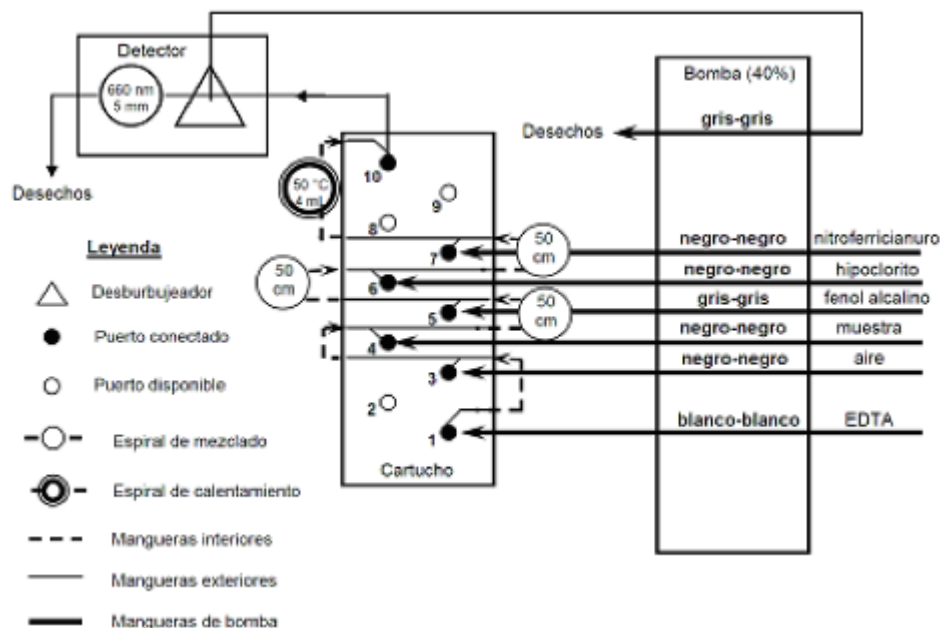 Detector
660 nm
5 mm
Desechos
Bomba (40%)
gris-gris
Desechos
10
9
50 °C
4 ml
8
7
50
cm
negro-negro nitroferricianuro
50
cm
6
negro-negro hipoclorito
5
50
cm
gris-gris fenol alcalino
4
negro-negro muestra
3
negro-negro aire
2
1
blanco-blanco EDTA
Cartucho
Leyenda
Desburbujeador
Puerto conectado
Puerto disponible
Espiral de mezclado
Espiral de calentamiento
Mangueras interiores
Mangueras exteriores
Mangueras de bomba